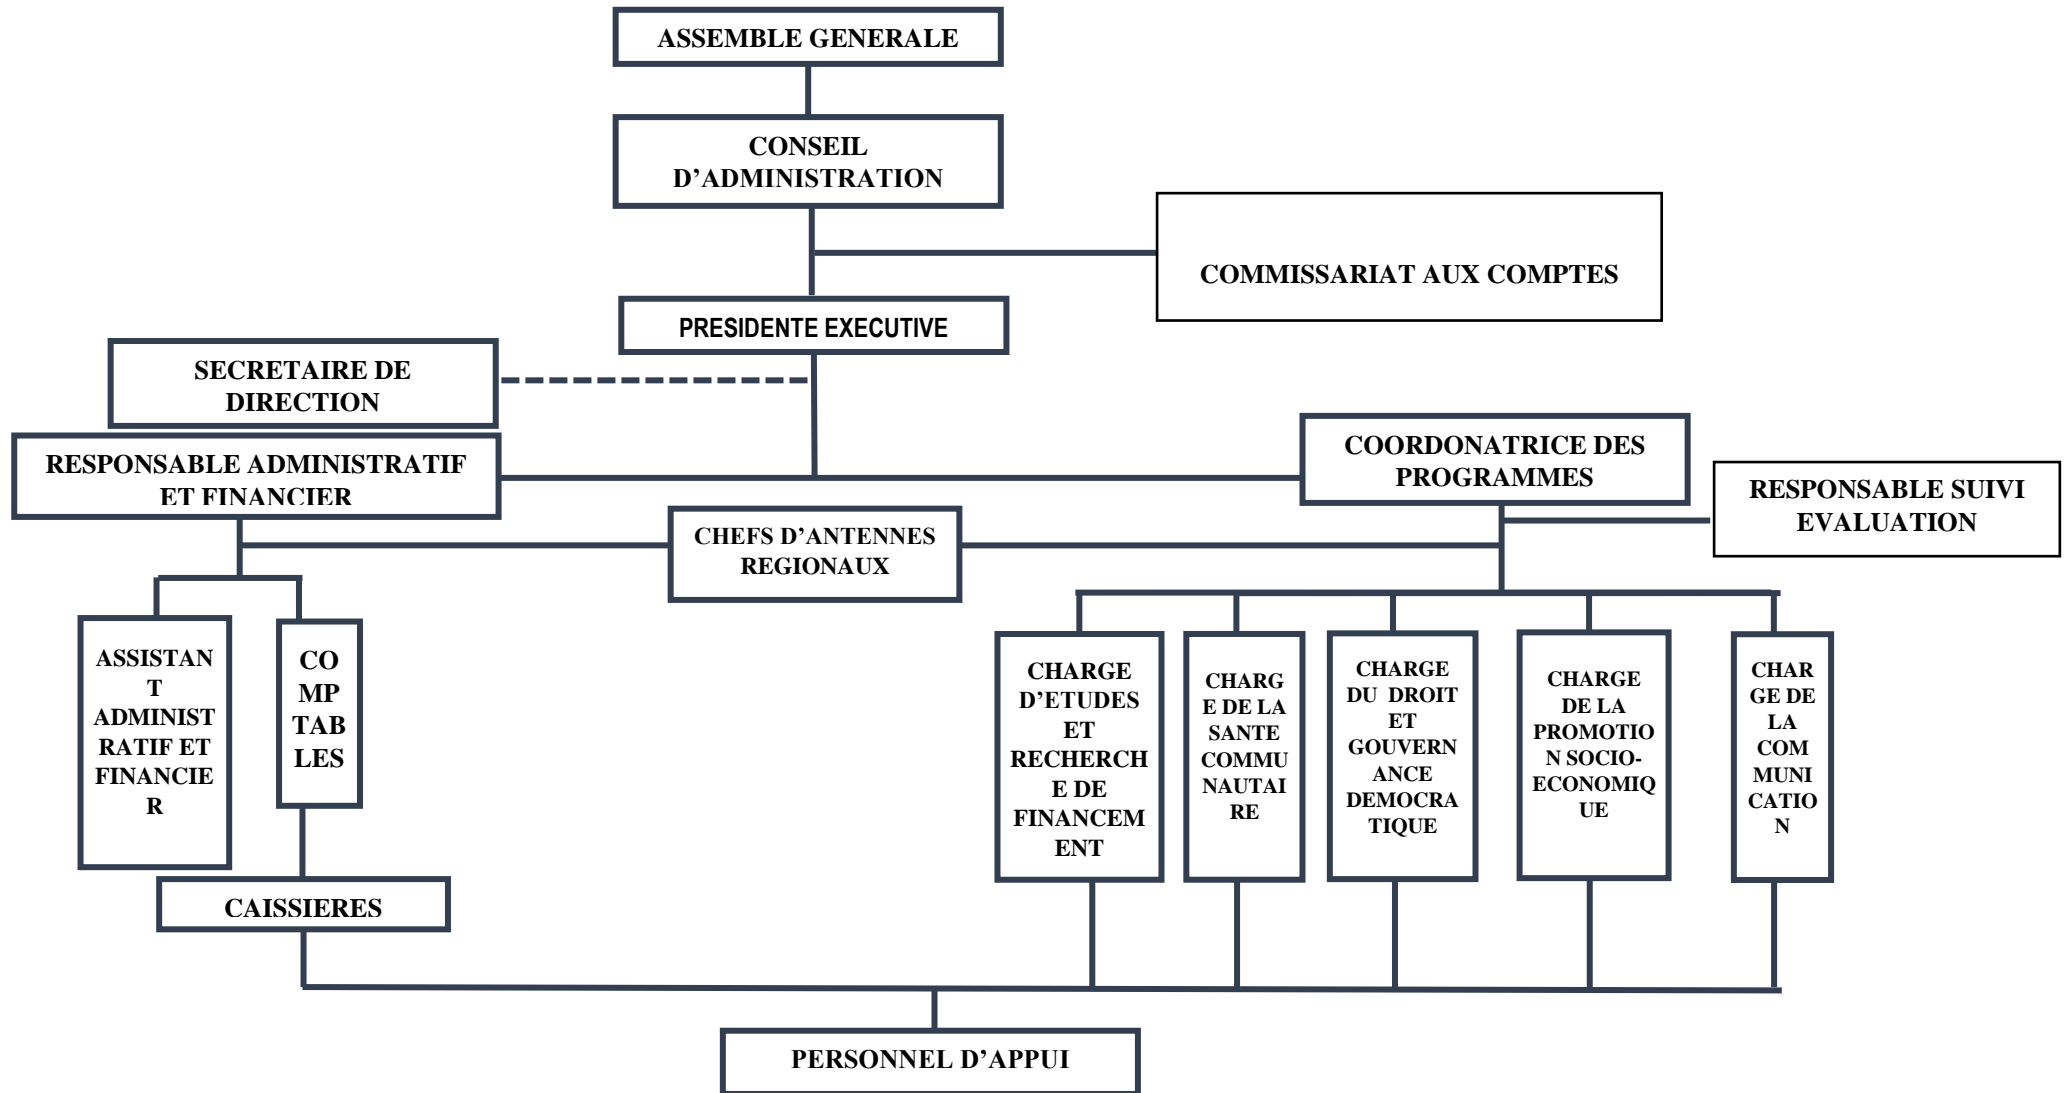 ASSEMBLE GENERALE
CONSEIL
D’ADMINISTRATION
COMMISSARIAT AUX COMPTES
PRESIDENTE EXECUTIVE
SECRETAIRE DE
DIRECTION
RESPONSABLE ADMINISTRATIF
ET FINANCIER
COORDONATRICE DES
PROGRAMMES
RESPONSABLE SUIVI
EVALUATION
CHEFS D’ANTENNES
REGIONAUX
ASSISTAN
T
ADMINIST
RATIF ET
FINANCIE
R
CO
MP
TAB
LES
CHARGE
D’ETUDES
ET
RECHERCH
E DE
FINANCEM
ENT
CHARG
E DE LA
SANTE
COMMU
NAUTAI
RE
CHARGE
DU DROIT
ET
GOUVERN
ANCE
DEMOCRA
TIQUE
CHARGE
DE LA
PROMOTIO
N SOCIO-
ECONOMIQ
UE
CHAR
GE DE
LA
COM
MUNI
CATIO
N
CAISSIERES
PERSONNEL D’APPUI